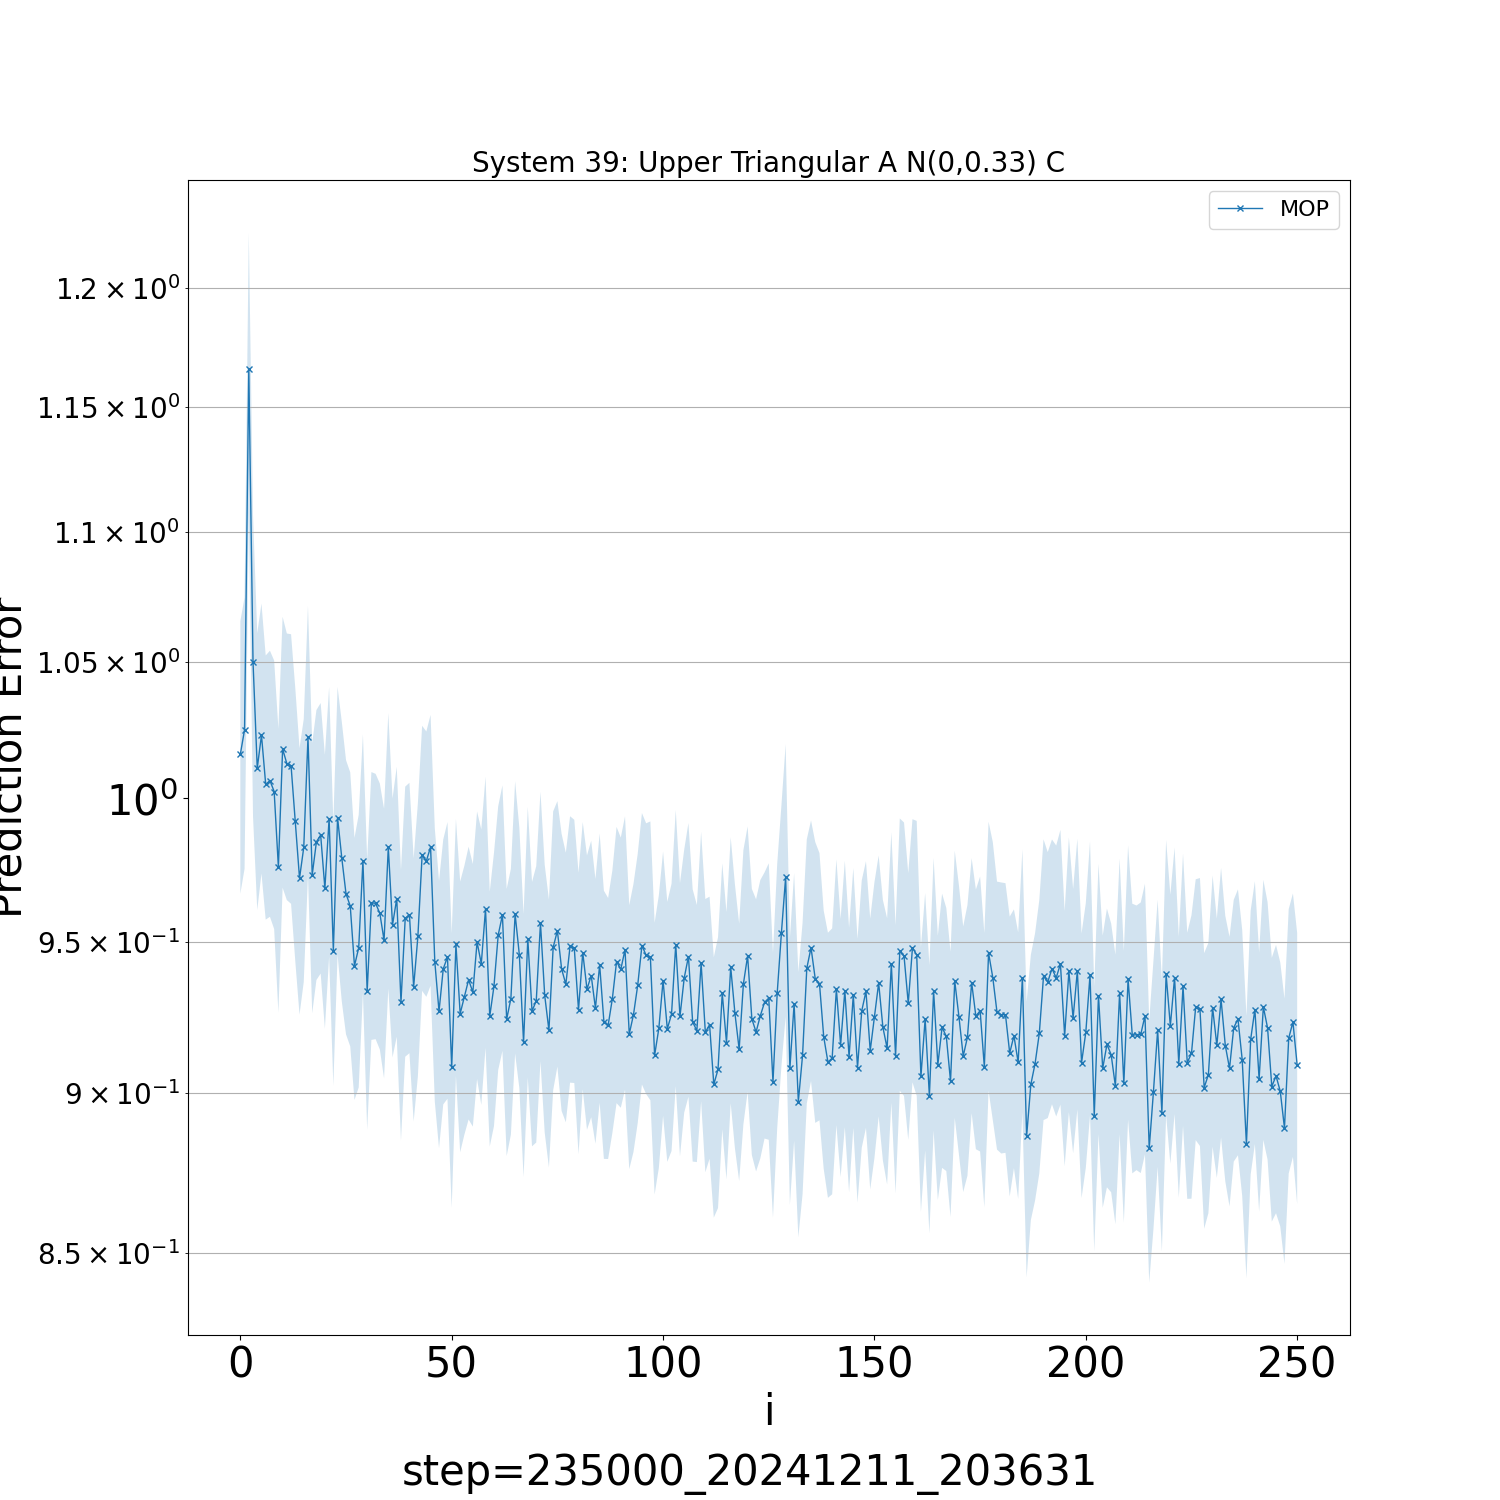 System 39: Upper Triangular A N(0,0.33) C
MOP
1.2 × 10⁰
1.15 × 10⁰
1.1 × 10⁰
1.05 × 10⁰
10⁰
9.5 × 10⁻¹
9 × 10⁻¹
8.5 × 10⁻¹
Prediction Error
0 50 100 150 200 250
i
step=235000_20241211_203631